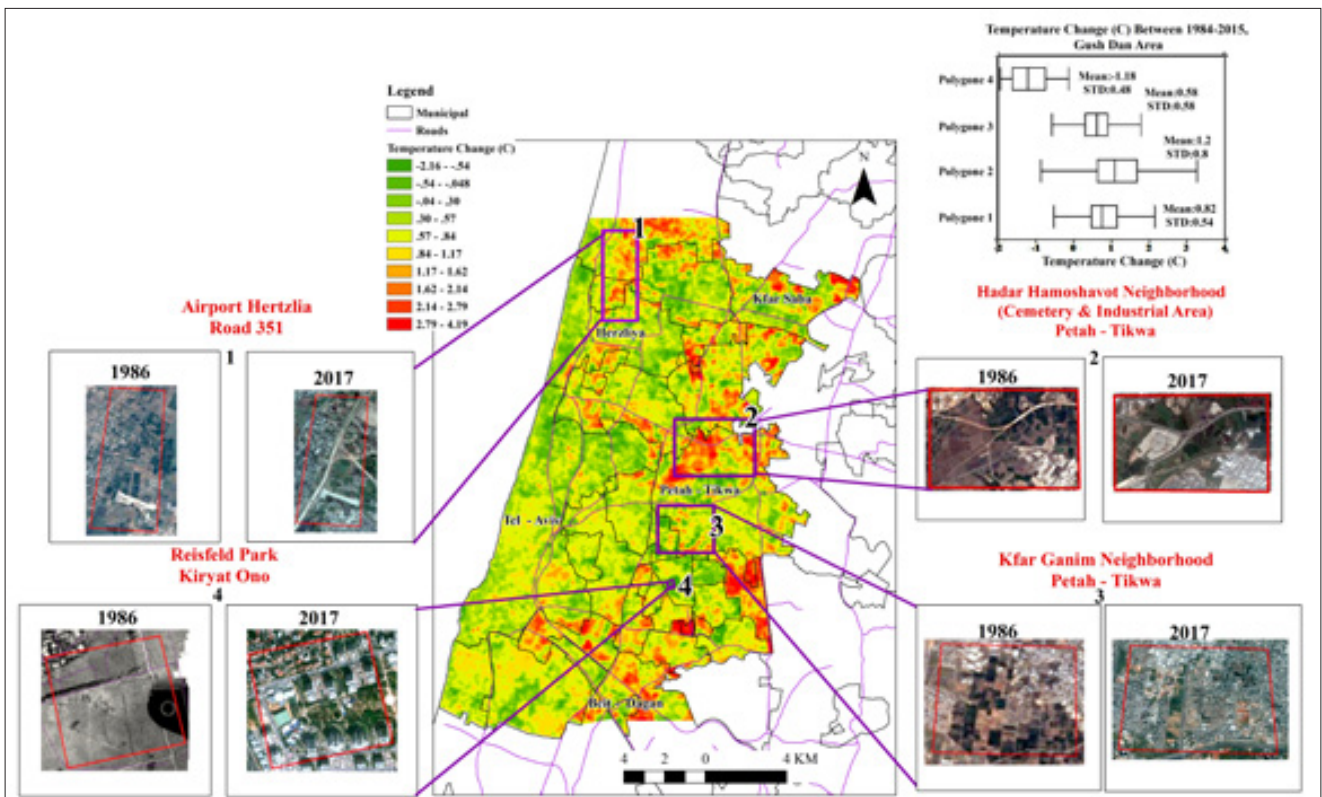 Temperature Change (C) Between 1984-2015,
Gush Dan Area
Polygone 4
Mean:-1.18
STD:0.48
Mean:0.58
STD:0.58
Polygone 3
Mean:1.2
STD:0.8
Polygone 2
Mean:0.82
STD:0.54
Polygone 1
-2 0 1 2 3 4
Temperature Change (C)
Legend
Municipal
Roads
Temperature Change (C)
-2.16 - -.54
-.54 - -.048
-.04 - .30
.30 - .57
.57 - .84
.84 - 1.17
1.17 - 1.62
1.62 - 2.14
2.14 - 2.79
2.79 - 4.19
N
1
Kfar Saba
Herzliya
2
Petah - Tikwa
Tel - Aviv
3
4
Beit - Dagan
4 2 0 4 KM
Airport Hertzlia
Road 351
1
1986
2017
Reisfeld Park
Kiryat Ono
4
1986
2017
Hadar Hamoshavot Neighborhood
(Cemetery & Industrial Area)
Petah - Tikwa
2
1986
2017
Kfar Ganim Neighborhood
Petah - Tikwa
3
1986
2017